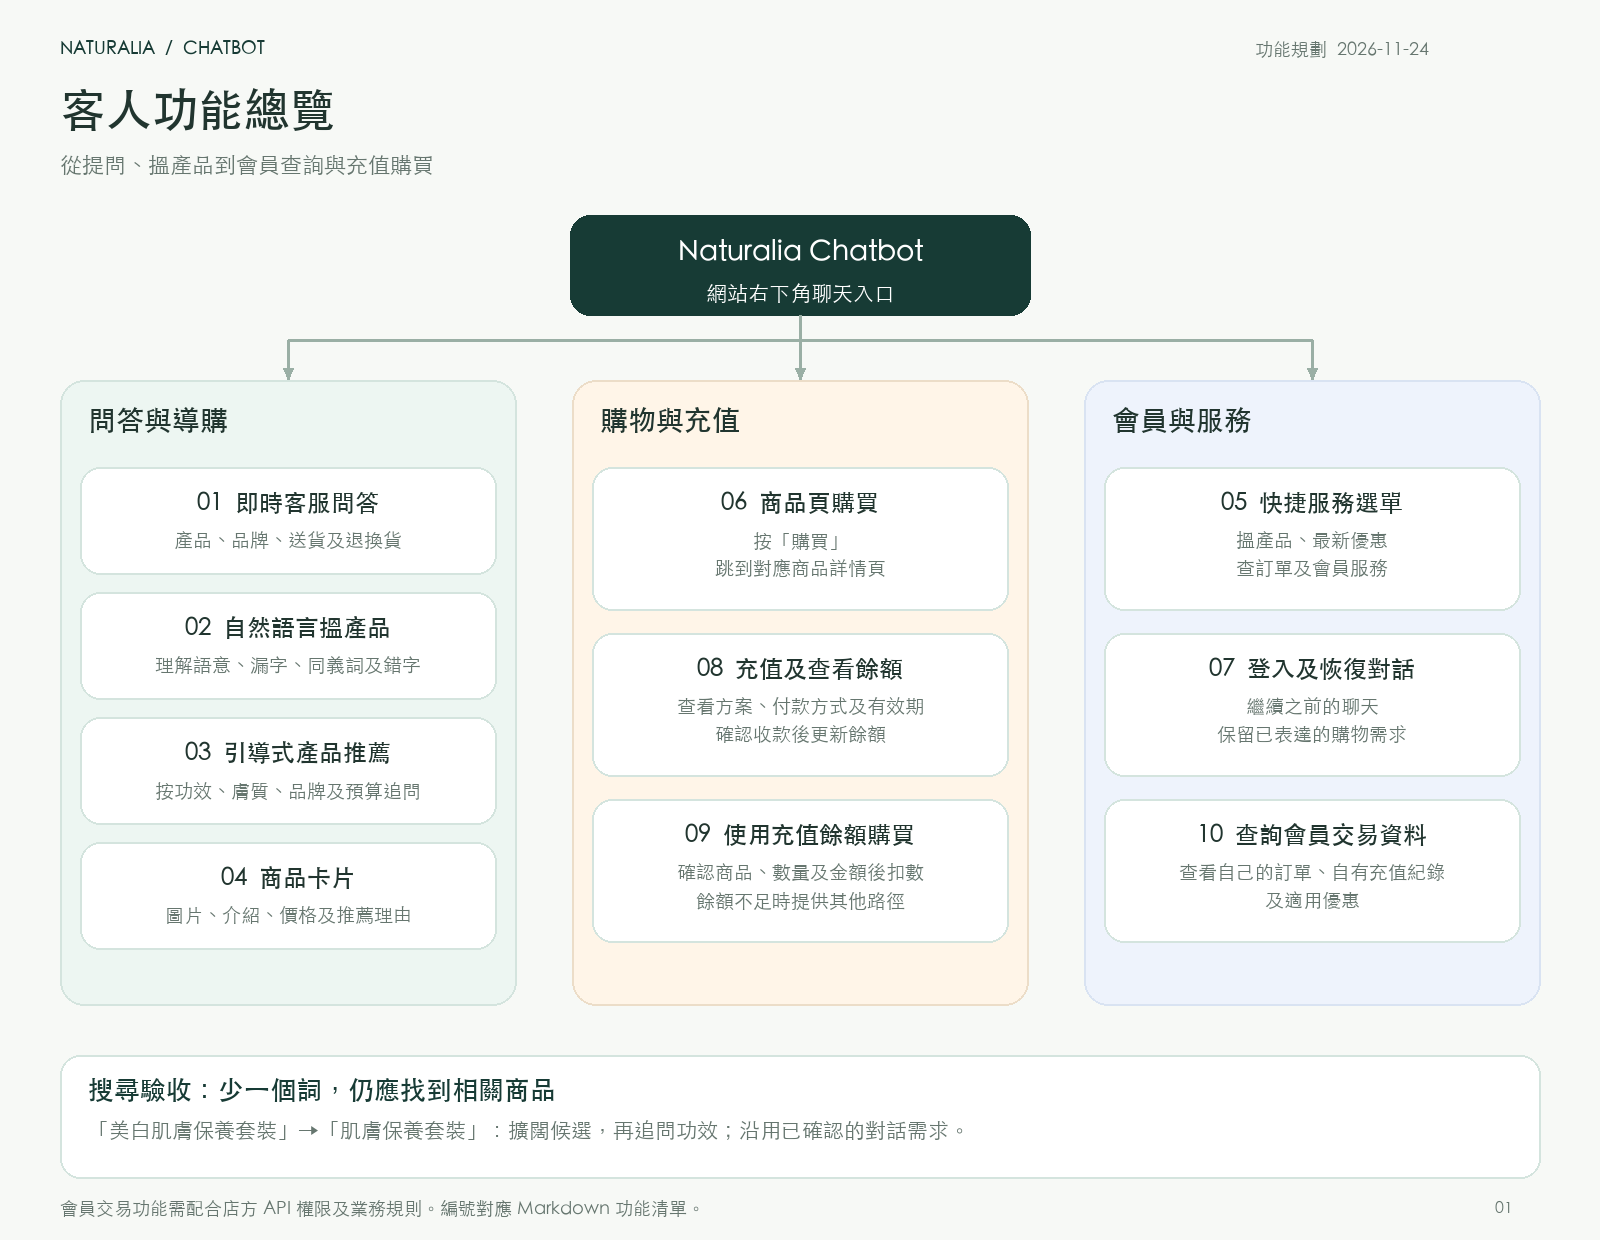 NATURALIA / CHATBOT
功能規劃 2026-11-24
客人功能總覽
從提問、搵產品到會員查詢與充值購買
Naturalia Chatbot
網站右下角聊天入口
問答與導購
01 即時客服問答
產品、品牌、送貨及退換貨
02 自然語言搵產品
理解語意、漏字、同義詞及錯字
03 引導式產品推薦
按功效、膚質、品牌及預算追問
04 商品卡片
圖片、介紹、價格及推薦理由
購物與充值
06 商品頁購買
按「購買」
跳到對應商品詳情頁
08 充值及查看餘額
查看方案、付款方式及有效期
確認收款後更新餘額
09 使用充值餘額購買
確認商品、數量及金額後扣數
餘額不足時提供其他路徑
會員與服務
05 快捷服務選單
搵產品、最新優惠
查訂單及會員服務
07 登入及恢復對話
繼續之前的聊天
保留已表達的購物需求
10 查詢會員交易資料
查看自己的訂單、自有充值紀錄
及適用優惠
搜尋驗收：少一個詞，仍應找到相關商品
「美白肌膚保養套裝」→「肌膚保養套裝」：擴闊候選，再追問功效；沿用已確認的對話需求。
會員交易功能需配合店方 API 權限及業務規則。編號對應 Markdown 功能清單。
01